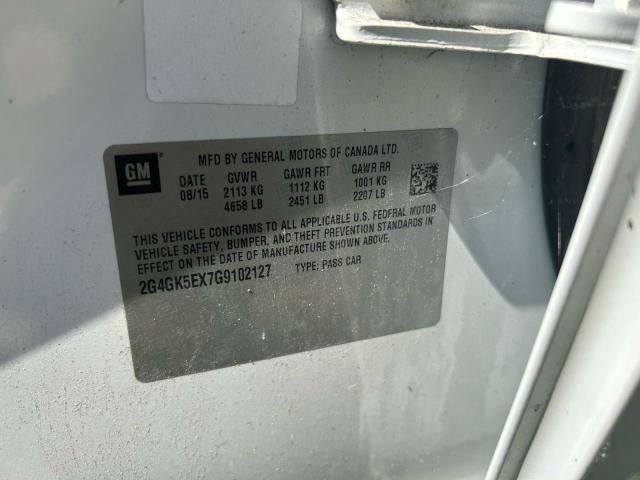 GM
MFD BY GENERAL MOTORS OF CANADA LTD.
DATE GVWR GAWR FRT GAWR RR
08/15 2113 KG 1112 KG 1001 KG
4658 LB 2451 LB 2207 LB
THIS VEHICLE CONFORMS TO ALL APPLICABLE U.S. FEDERAL MOTOR
VEHICLE SAFETY, BUMPER, AND THEFT PREVENTION STANDARDS IN
EFFECT ON THE DATE OF MANUFACTURE SHOWN ABOVE.
2G4GK5EX7G9102127 TYPE: PASS CAR